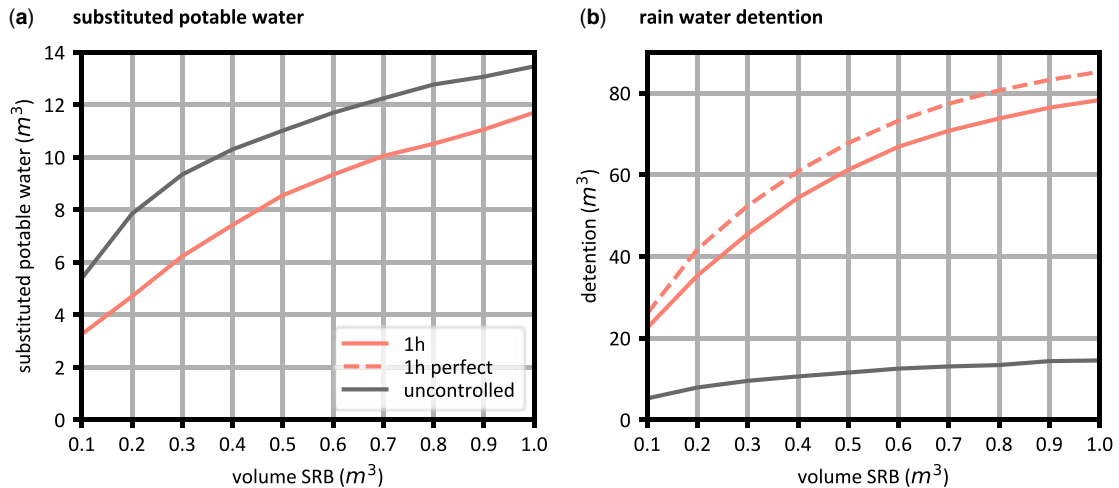 (a) substituted potable water
substituted potable water (m³)
14
12
10
8
6
4
2
0
0.1 0.2 0.3 0.4 0.5 0.6 0.7 0.8 0.9 1.0
volume SRB (m³)
1h
1h perfect
uncontrolled
(b) rain water detention
detention (m³)
80
60
40
20
0
0.1 0.2 0.3 0.4 0.5 0.6 0.7 0.8 0.9 1.0
volume SRB (m³)